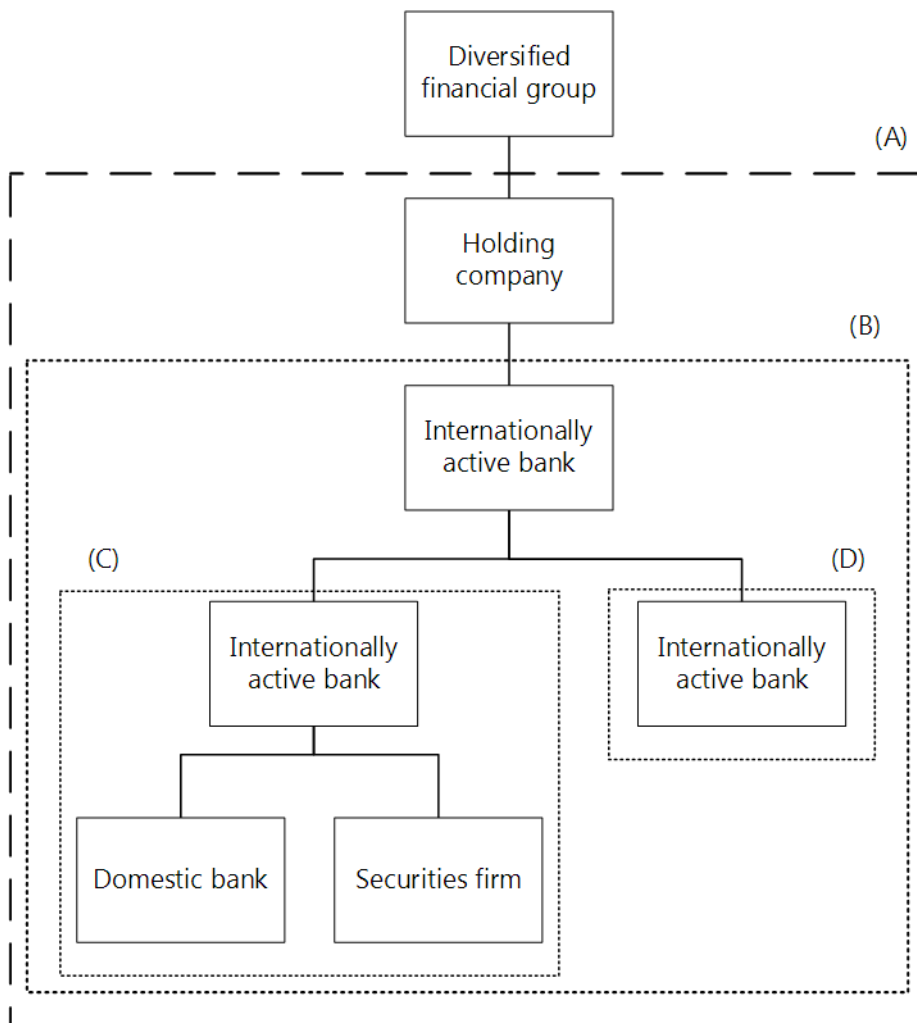 Diversified
financial group
(A)
Holding
company
(B)
Internationally
active bank
(C)
(D)
Internationally
active bank
Internationally
active bank
Domestic bank
Securities firm